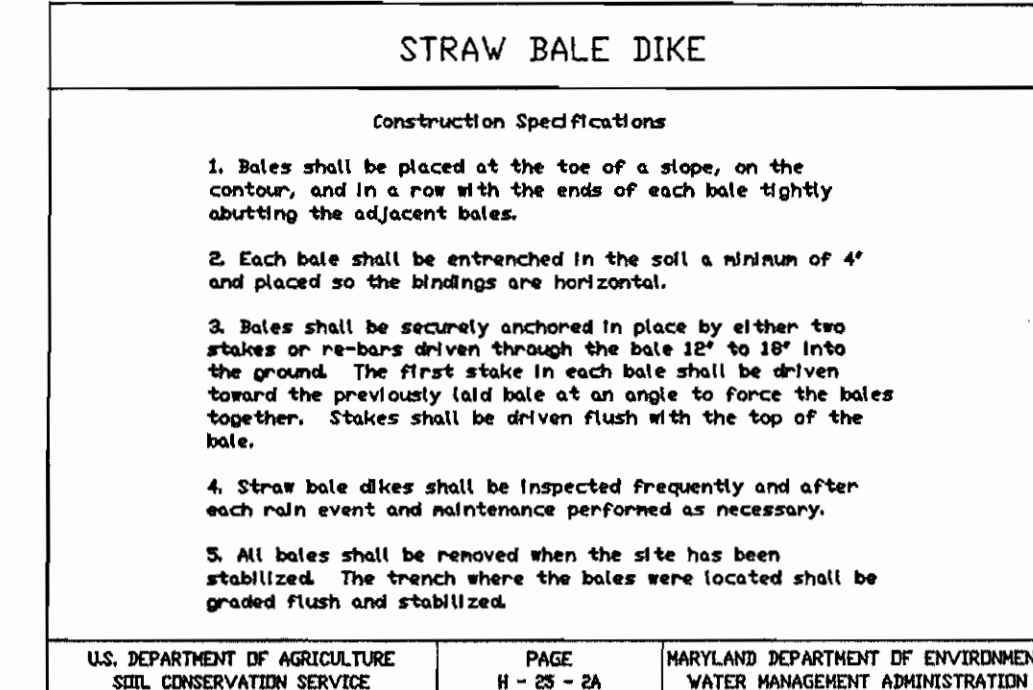 STRAW BALE DIKE
Construction Specifications
1. Bales shall be placed at the toe of a slope, on the
contour, and in a row with the ends of each bale tightly
abutting the adjacent bales.
2. Each bale shall be entrenched in the soil a minimum of 4"
and placed so the bindings are horizontal.
3. Bales shall be securely anchored in place by either two
stakes or re-bars driven through the bale 12" to 18" into
the ground. The first stake in each bale shall be driven
toward the previously laid bale at an angle to force the bales
together. Stakes shall be driven flush with the top of the
bale.
4. Straw bale dikes shall be inspected frequently and after
each rain event and maintenance performed as necessary.
5. All bales shall be removed when the site has been
stabilized. The trench where the bales were located shall be
graded flush and stabilized.
U.S. DEPARTMENT OF AGRICULTURE
SOIL CONSERVATION SERVICE
PAGE
H - 25 - 2A
MARYLAND DEPARTMENT OF ENVIRONMEN
WATER MANAGEMENT ADMINISTRATION